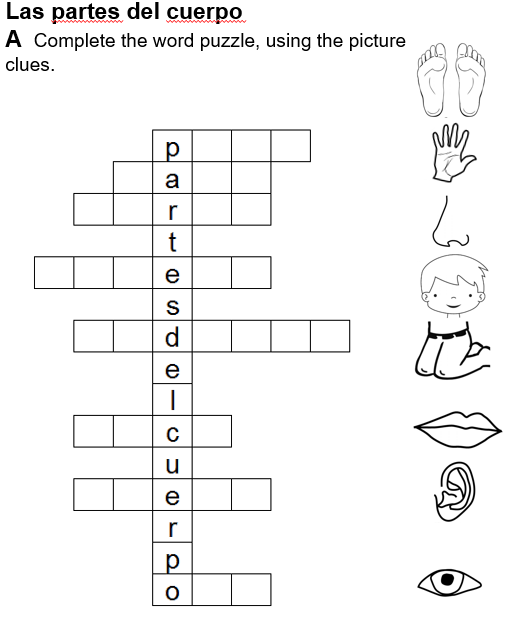 Las partes del cuerpo
A Complete the word puzzle, using the picture
clues.
p
a
r
t
e
s
d
e
l
c
u
e
r
p
o